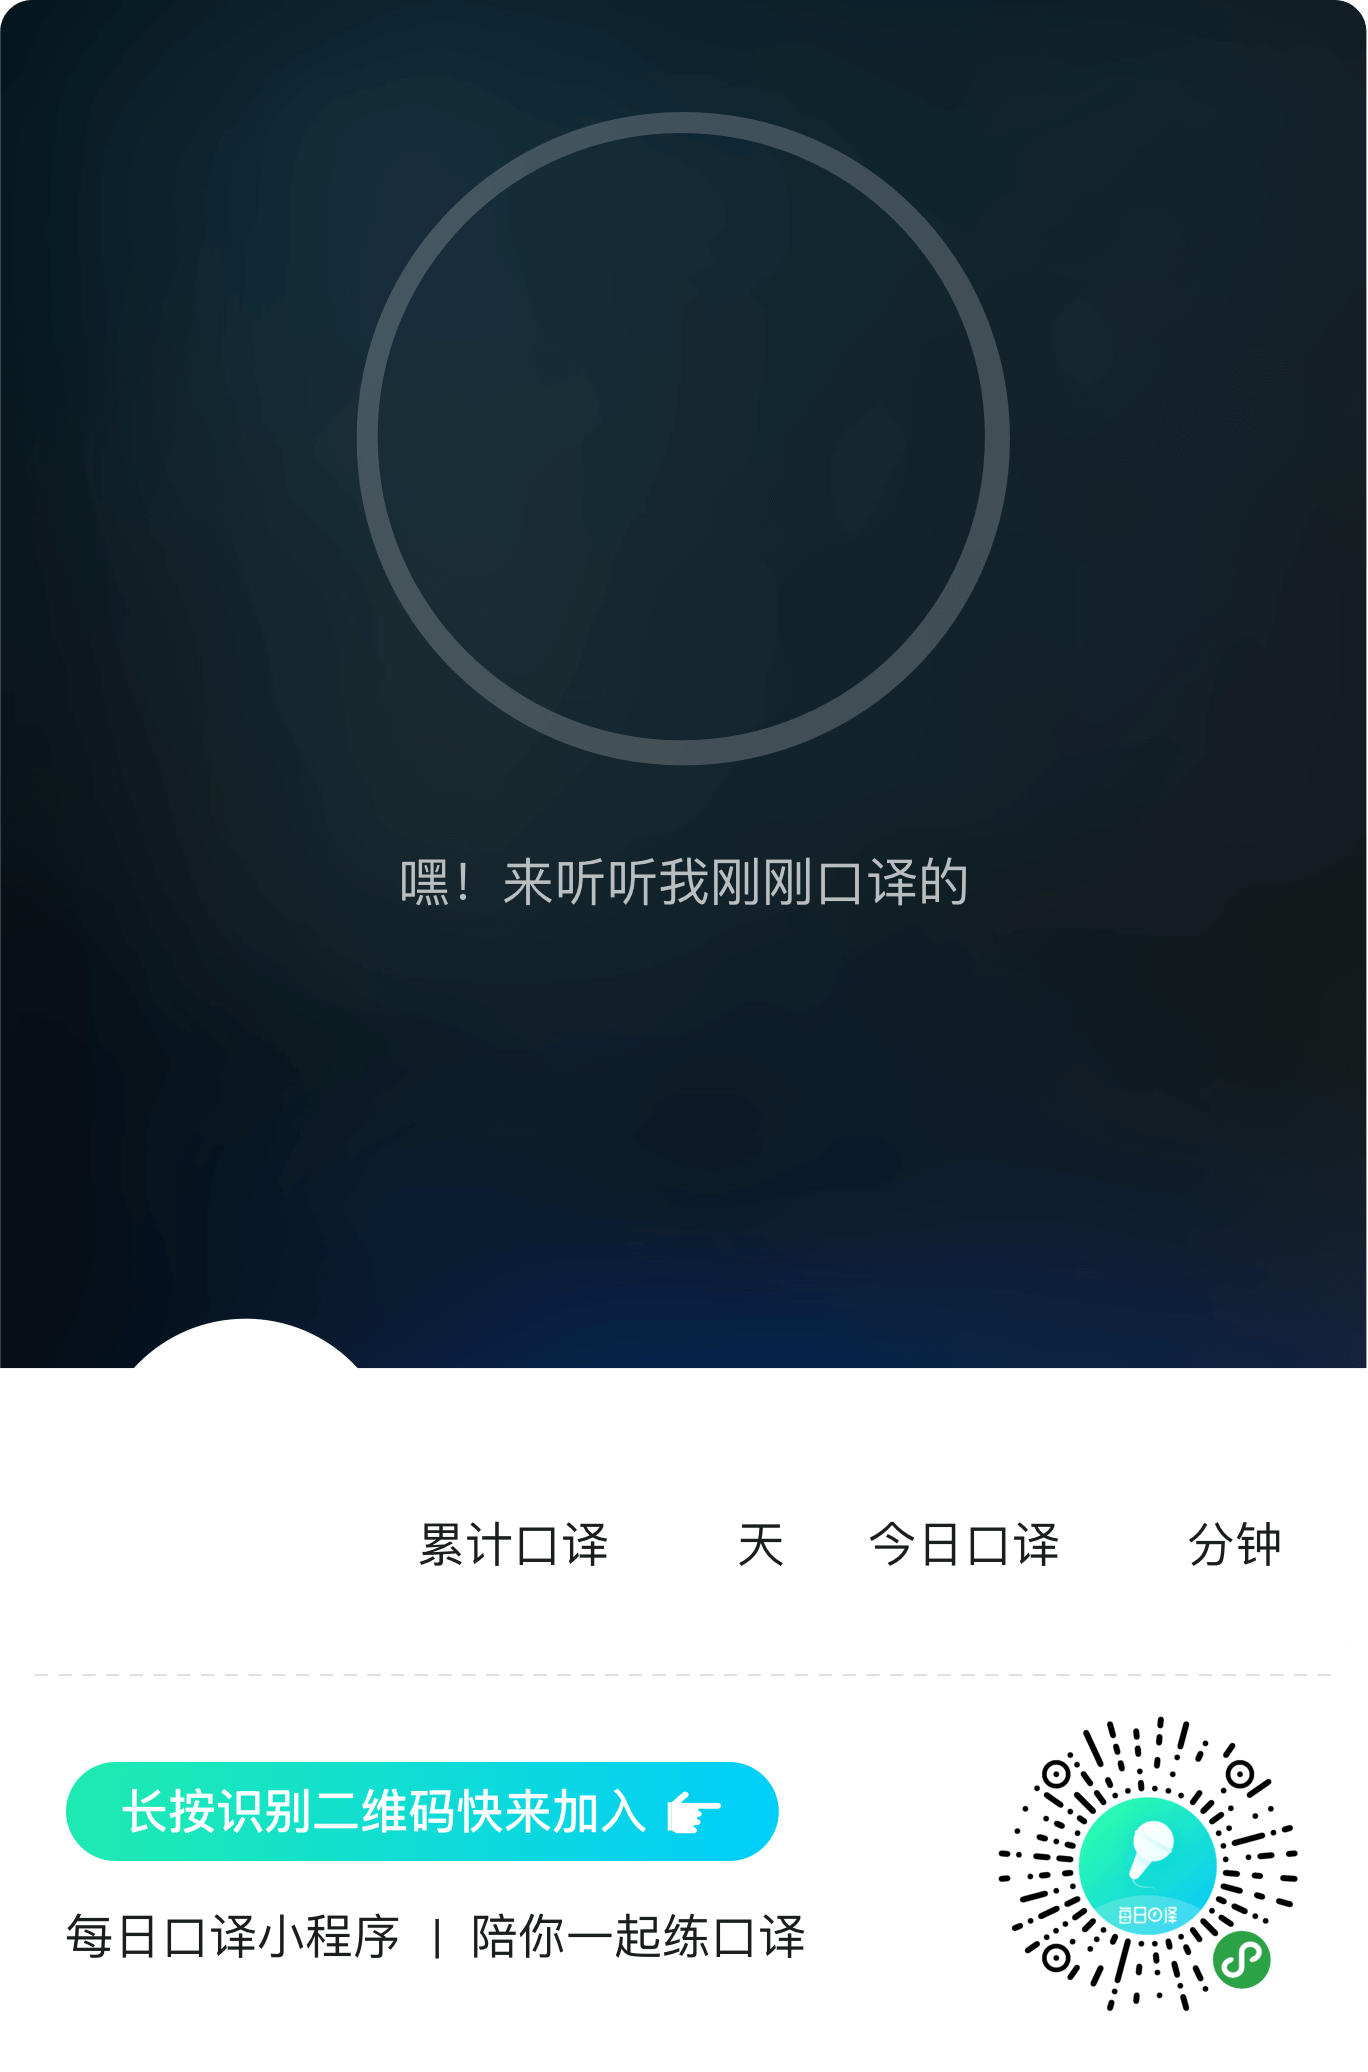 嘿！来听听我刚刚口译的
累计口译 天 今日口译 分钟
长按识别二维码快来加入
每日口译小程序 | 陪你一起练口译
每日口译